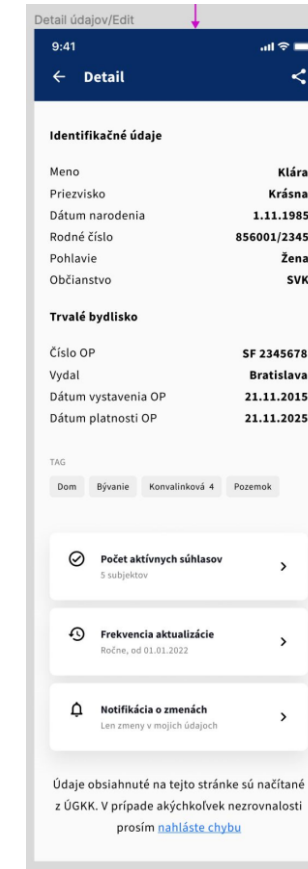 Detail údajov/Edit
9:41
Detail
Identifikačné údaje
Meno Klára
Priezvisko Krásna
Dátum narodenia 1.11.1985
Rodné číslo 856001/2345
Pohlavie Žena
Občianstvo SVK
Trvalé bydlisko
Číslo OP SF 2345678
Vydal Bratislava
Dátum vystavenia OP 21.11.2015
Dátum platnosti OP 21.11.2025
TAG
Dom Bývanie Konvalinková 4 Pozemok
Počet aktívnych súhlasov
5 subjektov
Frekvencia aktualizácie
Ročne, od 01.01.2022
Notifikácia o zmenách
Len zmeny v mojich údajoch
Údaje obsiahnuté na tejto stránke sú načítané
z ÚGKK. V prípade akýchkoľvek nezrovnalosti
prosím nahláste chybu